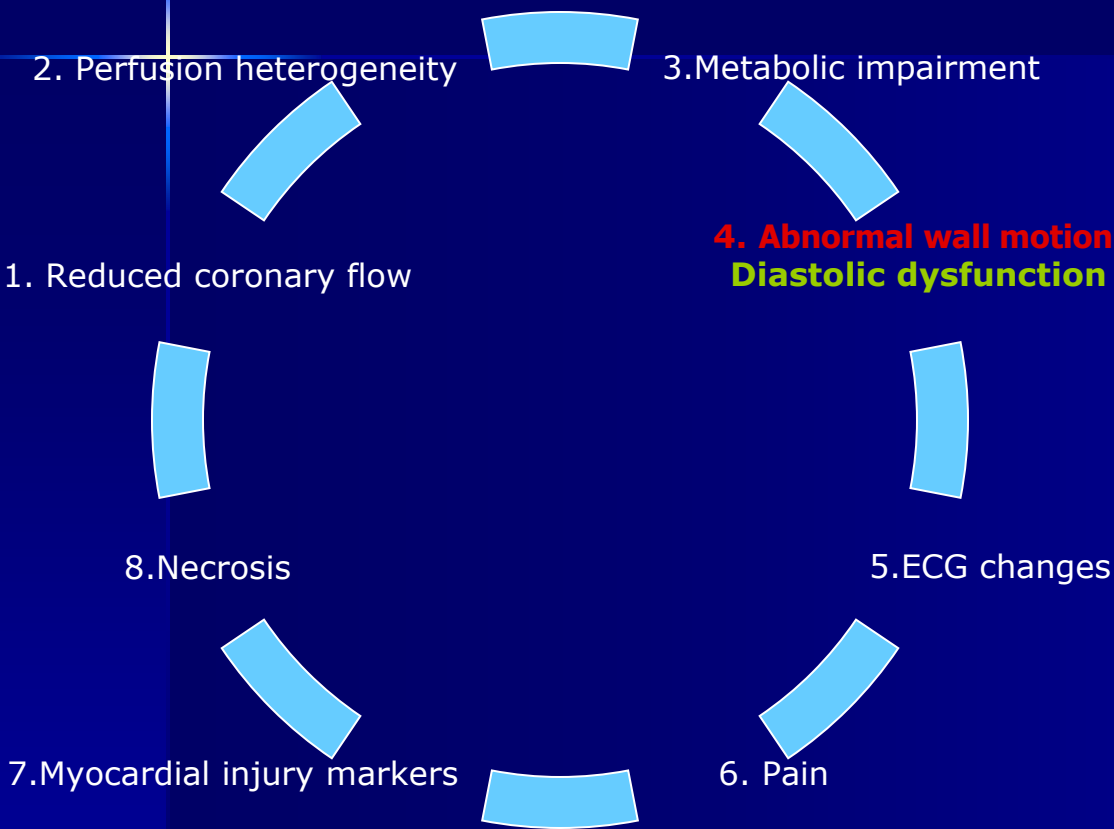 2. Perfusion heterogeneity
3.Metabolic impairment
1. Reduced coronary flow
4. Abnormal wall motion
Diastolic dysfunction
8.Necrosis
5.ECG changes
7.Myocardial injury markers
6. Pain